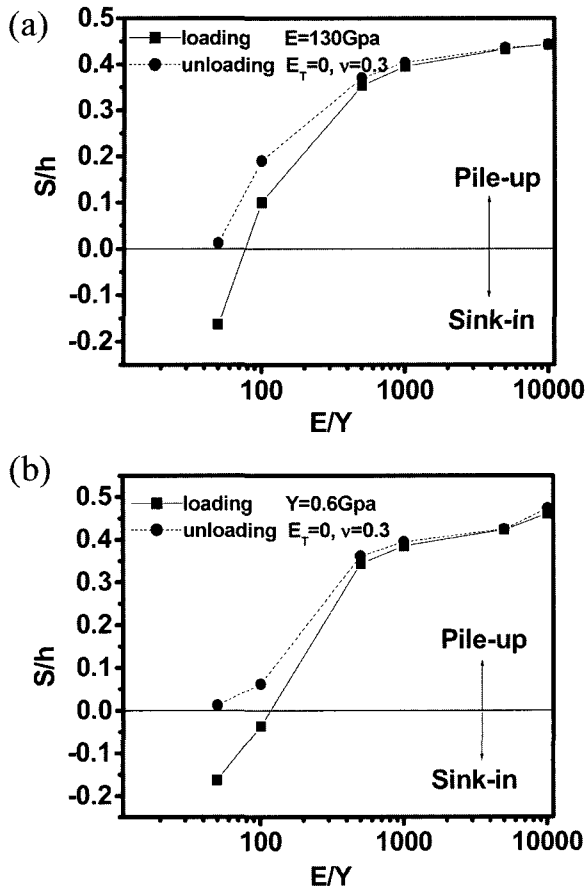 (a)
loading E=130Gpa
unloading E_T=0, ν=0.3
0.5
0.4
0.3
0.2
0.1
0.0
-0.1
-0.2
S/h
Pile-up
Sink-in
100 1000 10000
E/Y
(b)
loading Y=0.6Gpa
unloading E_T=0, ν=0.3
0.5
0.4
0.3
0.2
0.1
0.0
-0.1
-0.2
S/h
Pile-up
Sink-in
100 1000 10000
E/Y